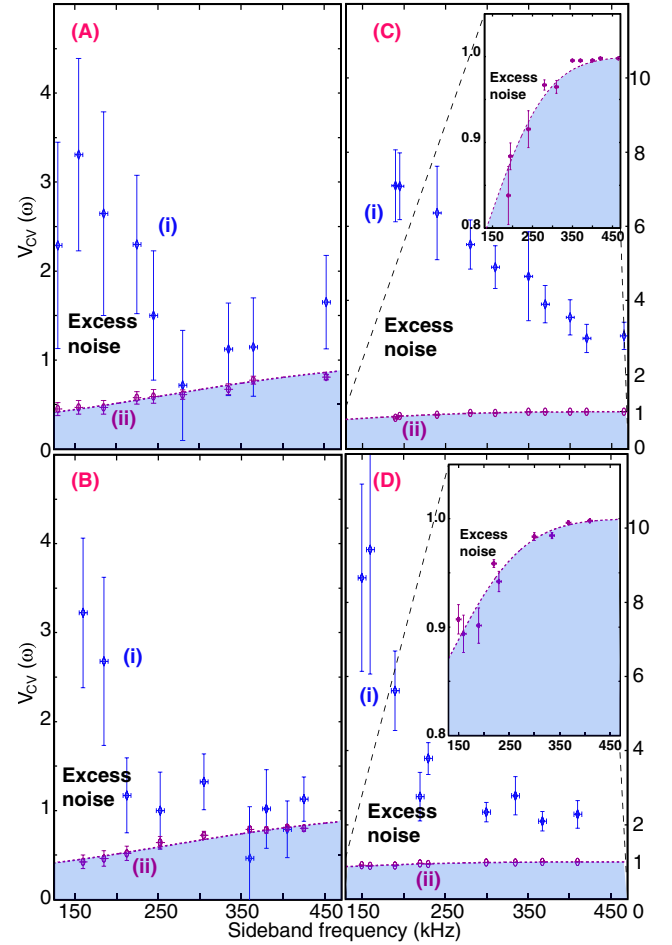 (A)
(C)
4
3
2
1
0
V_CV (ω)
Excess
noise
(i)
(ii)
10
8
6
4
2
1
0
(i)
Excess
noise
(ii)
1.0
0.9
0.8
Excess
noise
150 250 350 450
(B)
(D)
4
3
2
1
0
V_CV (ω)
(i)
Excess
noise
(ii)
150 250 350 450
10
8
6
4
2
1
0
(i)
Excess
noise
(ii)
1.0
0.9
0.8
Excess
noise
150 250 350 450
150 250 350 450
Sideband frequency (kHz)